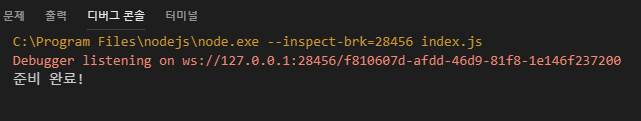 문제 출력 디버그 콘솔 터미널
C:\Program Files\nodejs\node.exe --inspect-brk=28456 index.js
Debugger listening on ws://127.0.0.1:28456/f810607d-afdd-46d9-81f8-1e146f237200
준비 완료!